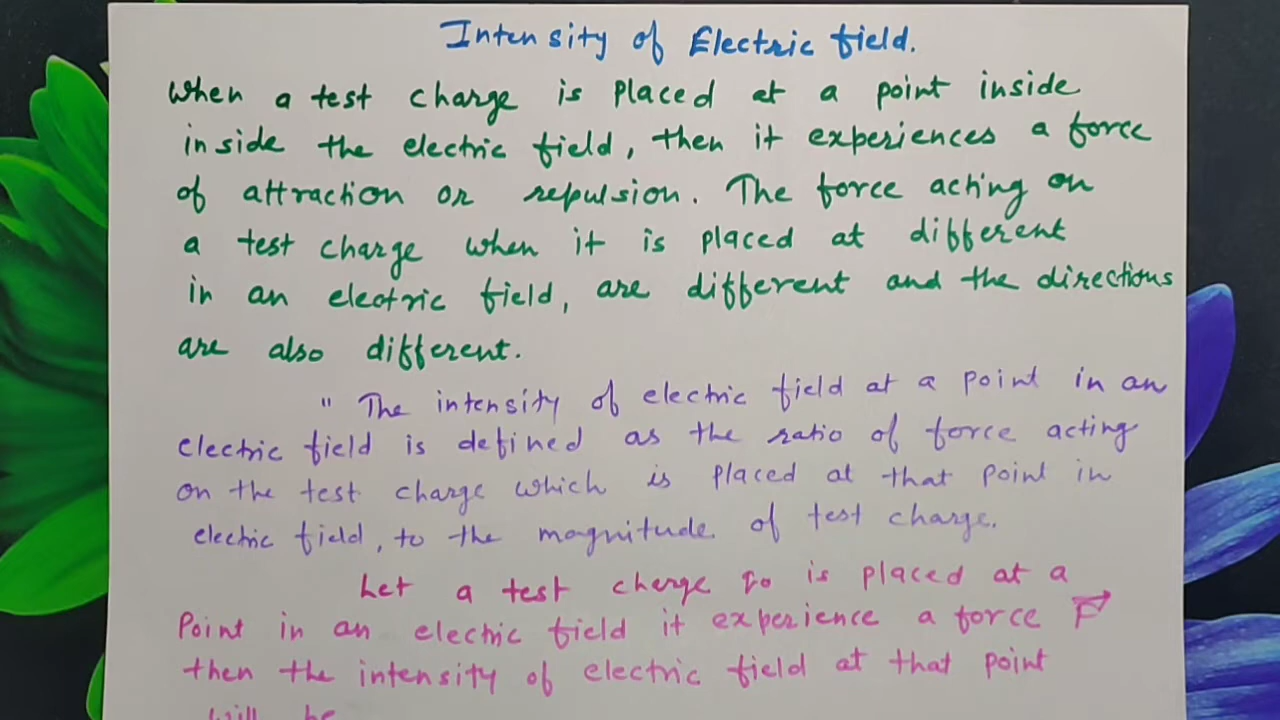 Intensity of Electric field.
When a test charge is placed at a point inside
inside the electric field, then it experiences a force
of attraction or repulsion. The force acting on
a test charge when it is placed at different
in an electric field, are different and the directions
are also different.
" The intensity of electric field at a point in an
electric field is defined as the ratio of force acting
on the test charge which is placed at that point in
electric field, to the magnitude of test charge.
Let a test charge q₀ is placed at a
Point in an electric field it experience a force F⃗
then the intensity of electric field at that point
will be